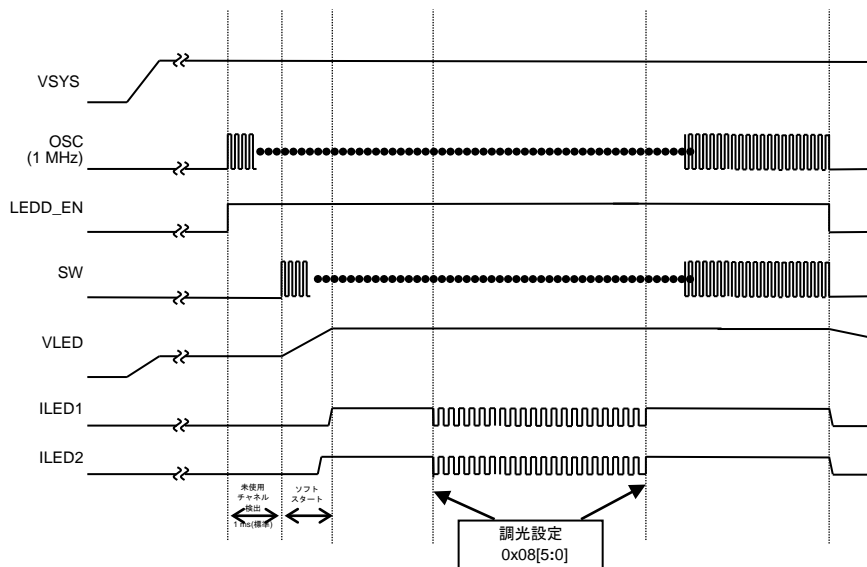 VSYS
OSC
(1 MHz)
LEDD_EN
SW
VLED
ILED1
ILED2
未使用
チャネル
検出
1 ms(標準)
ソフト
スタート
調光設定
0x08[5:0]